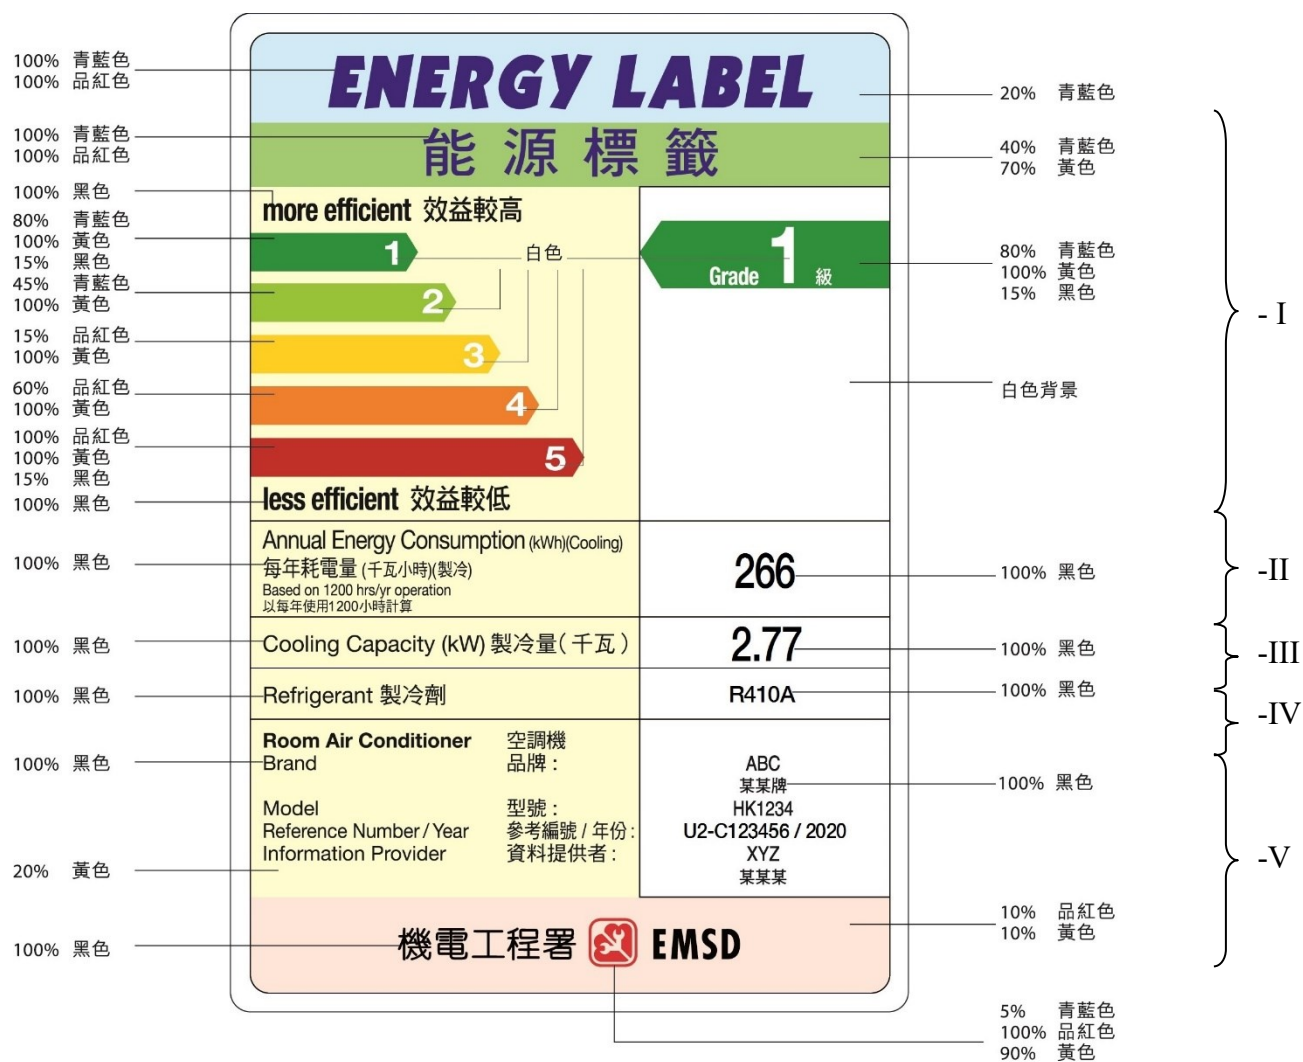 100% 青藍色
100% 品紅色
ENERGY LABEL
20% 青藍色
100% 青藍色
100% 品紅色
能源標籤
40% 青藍色
70% 黃色
100% 黑色
more efficient 效益較高
80% 青藍色
100% 黃色
15% 黑色
1
白色
Grade 1 級
80% 青藍色
100% 黃色
15% 黑色
45% 青藍色
100% 黃色
2
15% 品紅色
100% 黃色
3
- I
60% 品紅色
100% 黃色
4
白色背景
100% 品紅色
100% 黃色
15% 黑色
5
100% 黑色
less efficient 效益較低
Annual Energy Consumption (kWh)(Cooling)
每年耗電量 (千瓦小時)(製冷)
Based on 1200 hrs/yr operation
以每年使用1200小時計算
100% 黑色
266
100% 黑色
-II
100% 黑色
Cooling Capacity (kW) 製冷量(千瓦)
2.77
100% 黑色
-III
100% 黑色
Refrigerant 製冷劑
R410A
100% 黑色
-IV
Room Air Conditioner 空調機
100% 黑色
Brand 品牌 :
ABC
某某牌
100% 黑色
Model 型號 :
HK1234
Reference Number / Year 參考編號 / 年份 :
U2-C123456 / 2020
Information Provider 資料提供者 :
XYZ
某某某
-V
20% 黃色
10% 品紅色
10% 黃色
100% 黑色
機電工程署 EMSD
5% 青藍色
100% 品紅色
90% 黃色